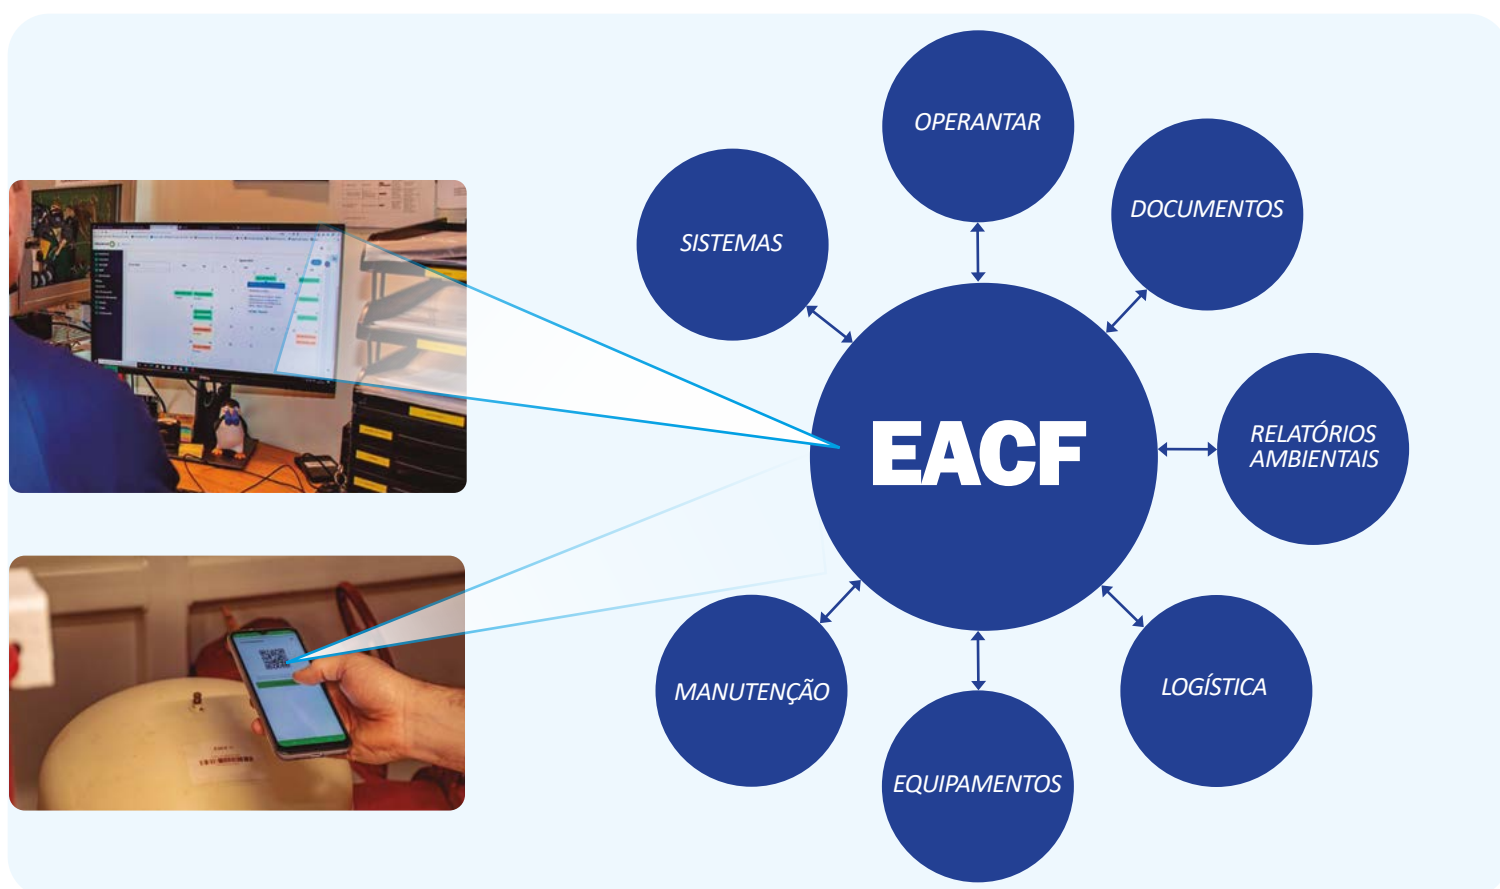 OPERANTAR
DOCUMENTOS
SISTEMAS
EACF
RELATÓRIOS
AMBIENTAIS
MANUTENÇÃO
LOGÍSTICA
EQUIPAMENTOS